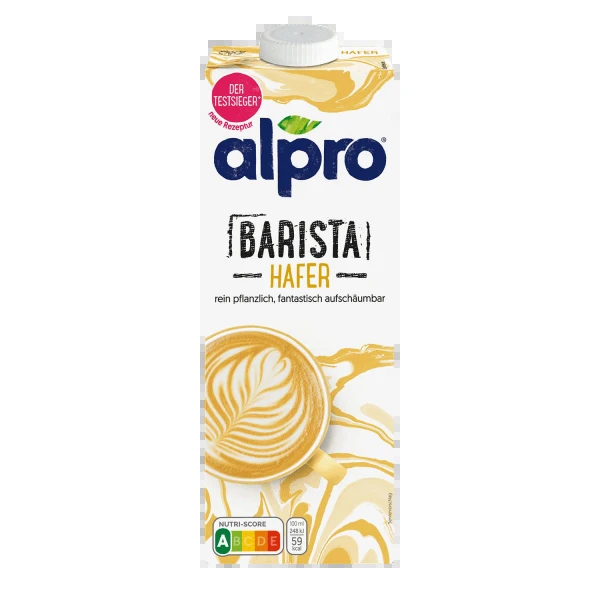 HAFER
DER
TESTSIEGER*
neue Rezeptur
alpro®
BARISTA
HAFER
rein pflanzlich, fantastisch aufschäumbar
NUTRI-SCORE
A B C D E
100 ml
248 kJ
59
kcal